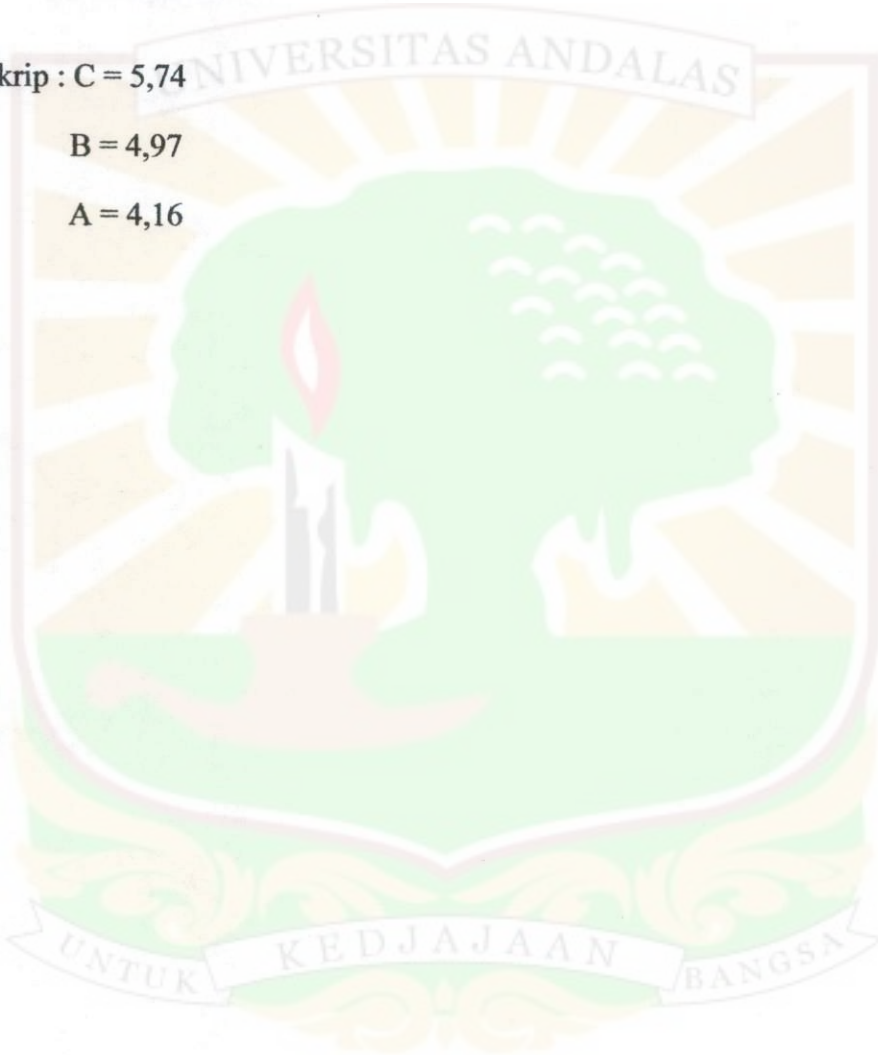 UNIVERSITAS ANDALAS
krip : C = 5,74
B = 4,97
A = 4,16
UNTUK KEDJAJAAN BANGSA